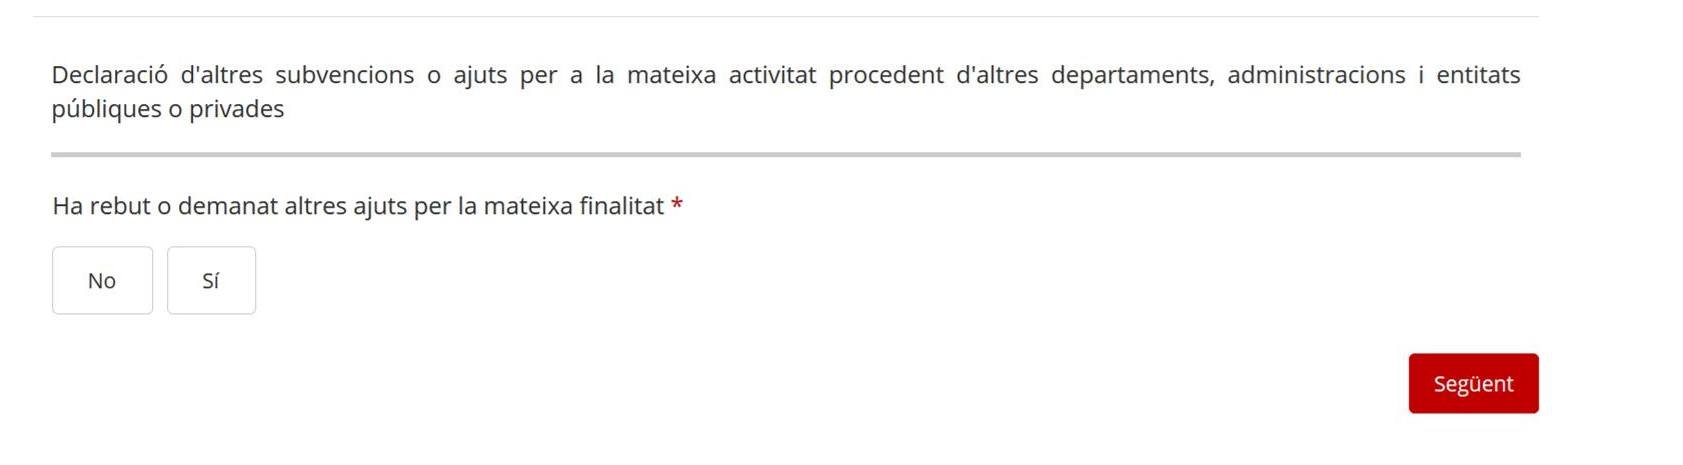 Declaració d'altres subvencions o ajuts per a la mateixa activitat procedent d'altres departaments, administracions i entitats
públiques o privades
Ha rebut o demanat altres ajuts per la mateixa finalitat *
No
Sí
Següent